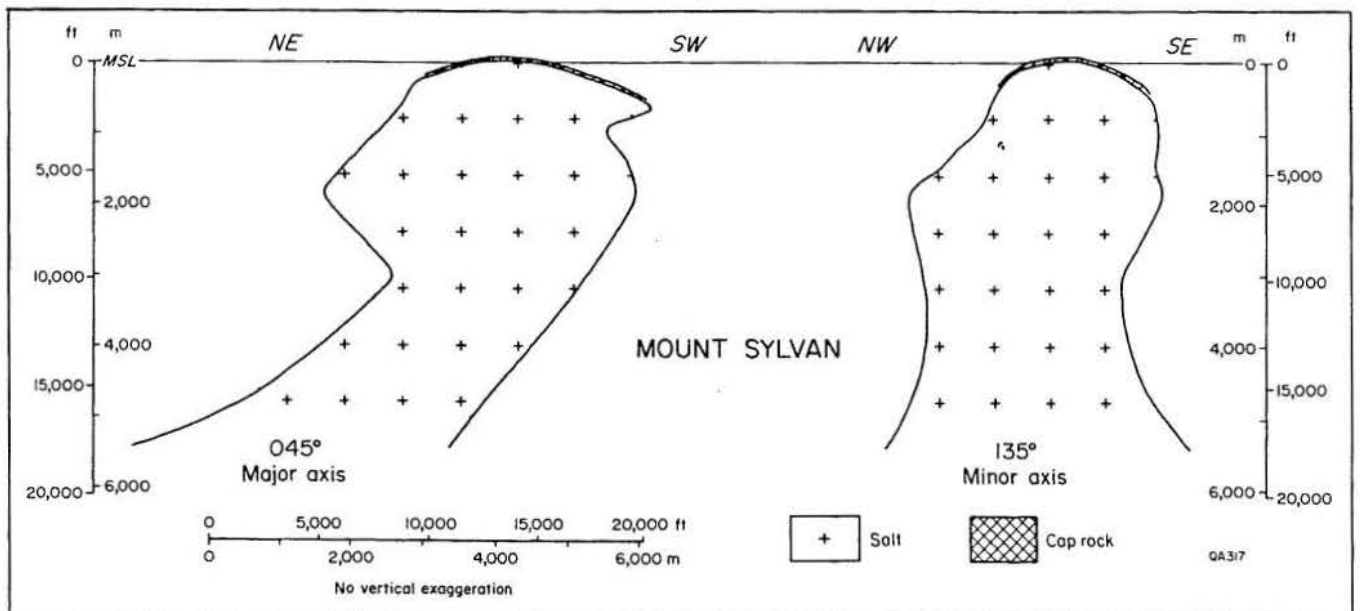 ft m NE SW NW SE m ft
0 0 MSL 0 0
5,000 5,000
2,000 2,000
10,000 10,000
4,000 MOUNT SYLVAN 4,000
15,000 15,000
045° 135°
Major axis Minor axis
20,000 6,000 6,000 20,000
0 5,000 10,000 15,000 20,000 ft
0 2,000 4,000 6,000 m
+ Salt Cap rock
QA317
No vertical exaggeration